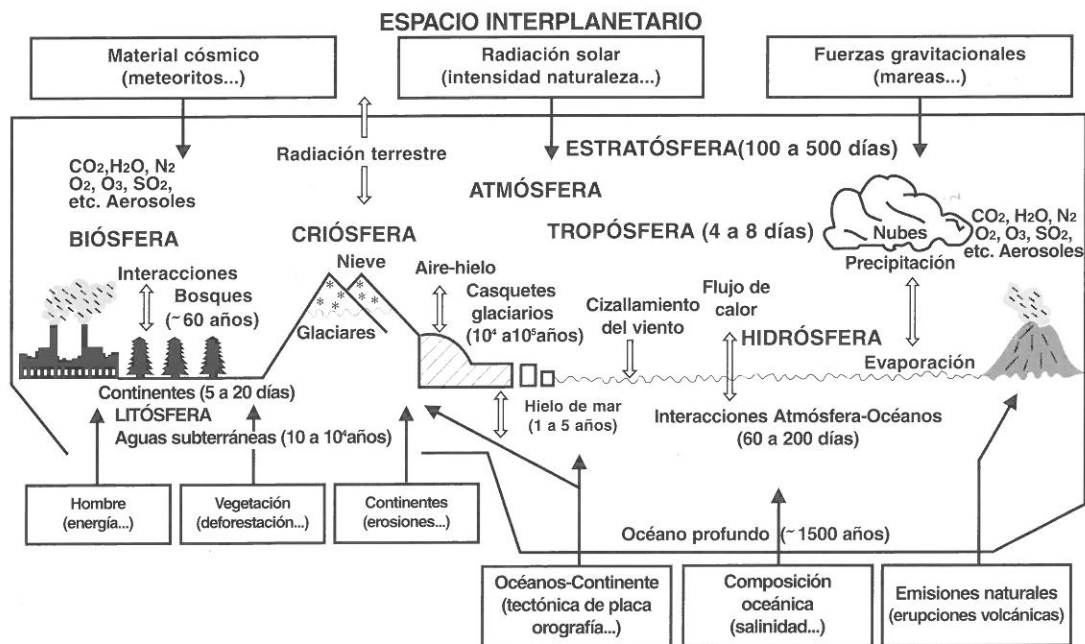 ESPACIO INTERPLANETARIO
Material cósmico
(meteoritos...)
Radiación solar
(intensidad naturaleza...)
Fuerzas gravitacionales
(mareas...)
Radiación terrestre
ESTRATÓSFERA(100 a 500 días)
CO2,H2O, N2
O2, O3, SO2,
etc. Aerosoles
ATMÓSFERA
BIÓSFERA
CRIÓSFERA
TROPÓSFERA (4 a 8 días)
Nubes
CO2, H2O, N2
O2, O3, SO2,
etc. Aerosoles
Precipitación
Interacciones
Bosques
(~60 años)
Nieve
Glaciares
Aire-hielo
Casquetes
glaciarios
(10⁴ a10⁵años)
Cizallamiento
del viento
Flujo de
calor
HIDRÓSFERA
Evaporación
Continentes (5 a 20 días)
LITÓSFERA
Aguas subterráneas (10 a 10⁴años)
Hielo de mar
(1 a 5 años)
Interacciones Atmósfera-Océanos
(60 a 200 días)
Hombre
(energía...)
Vegetación
(deforestación...)
Continentes
(erosiones...)
Océano profundo (~1500 años)
Océanos-Continente
(tectónica de placa
orografía...)
Composición
oceánica
(salinidad...)
Emisiones naturales
(erupciones volcánicas)